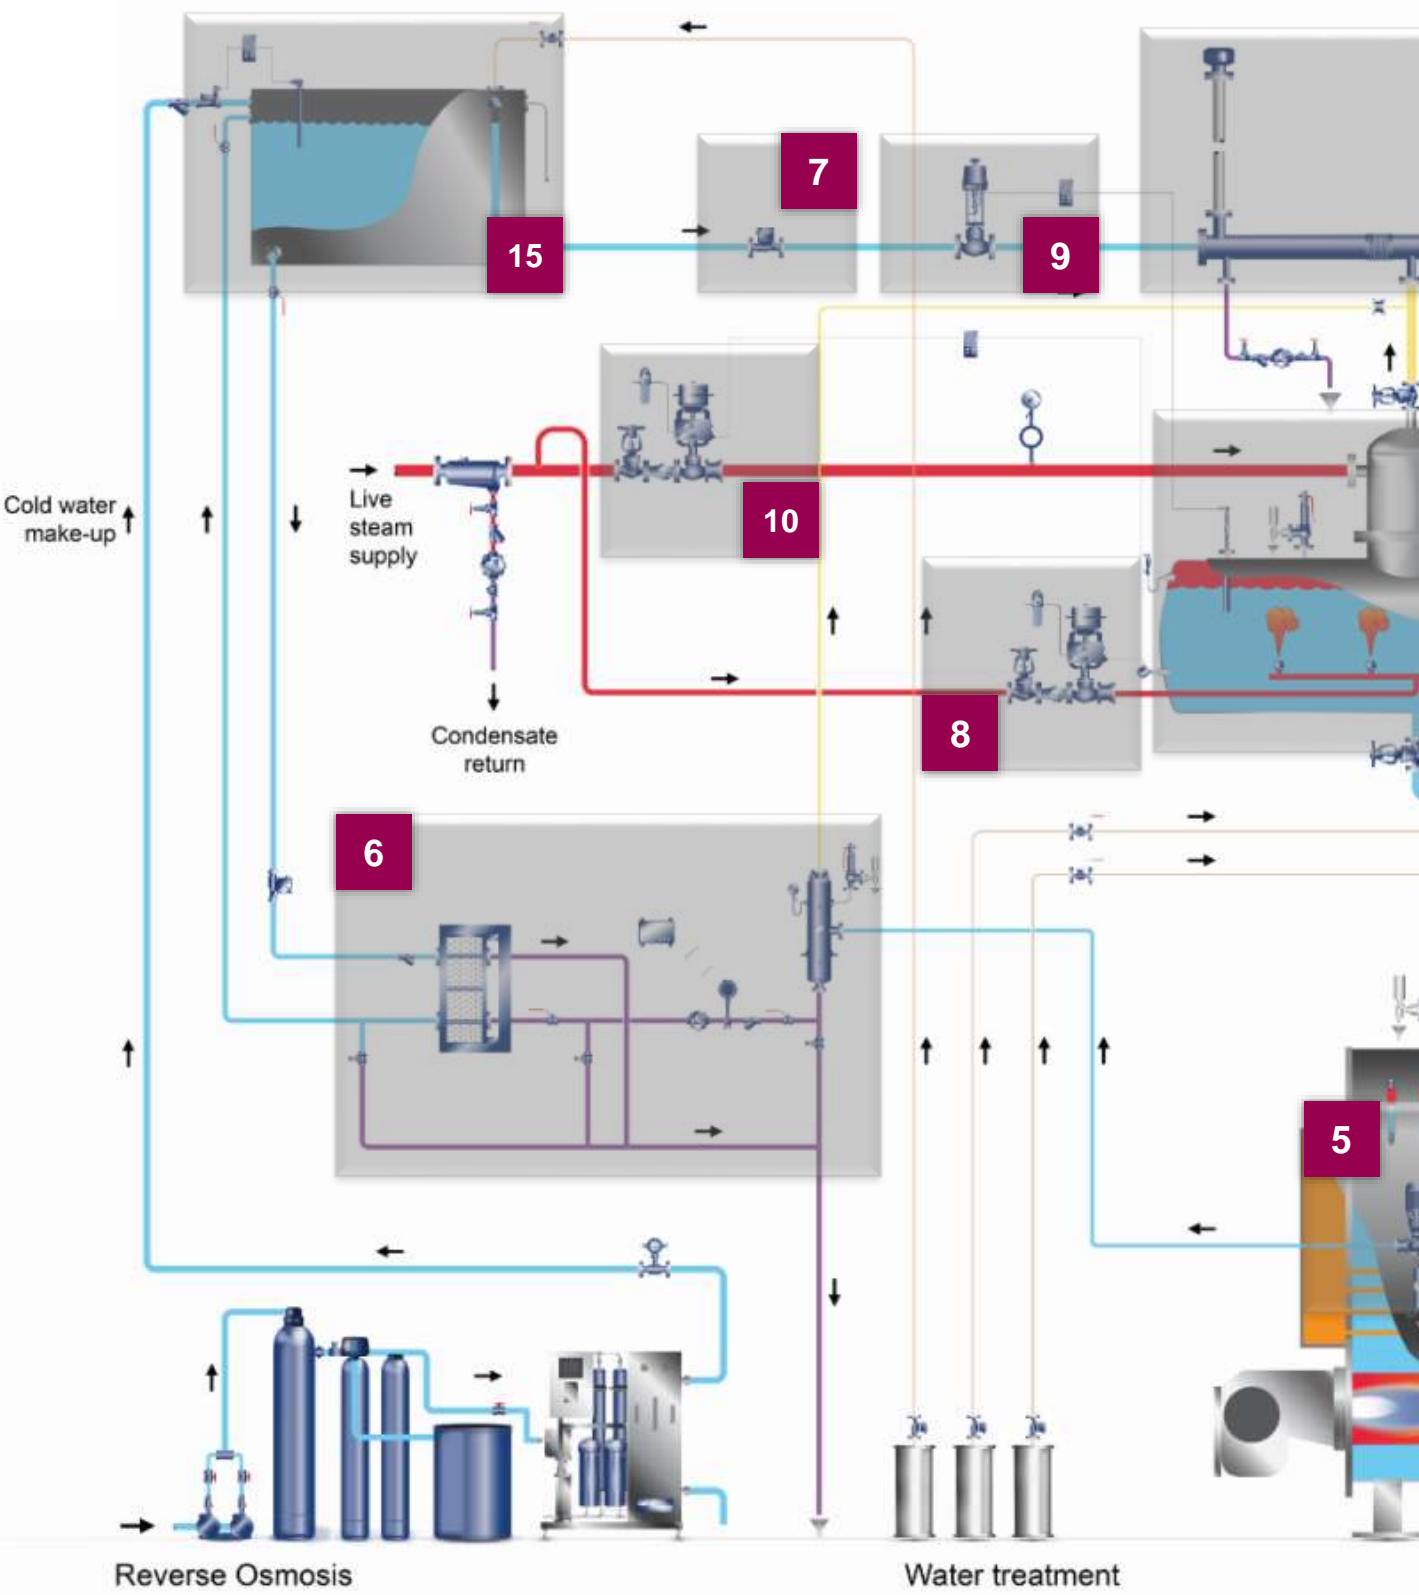 7
15
9
Live
steam
supply
Cold water
make-up
10
8
Condensate
return
6
5
Reverse Osmosis
Water treatment